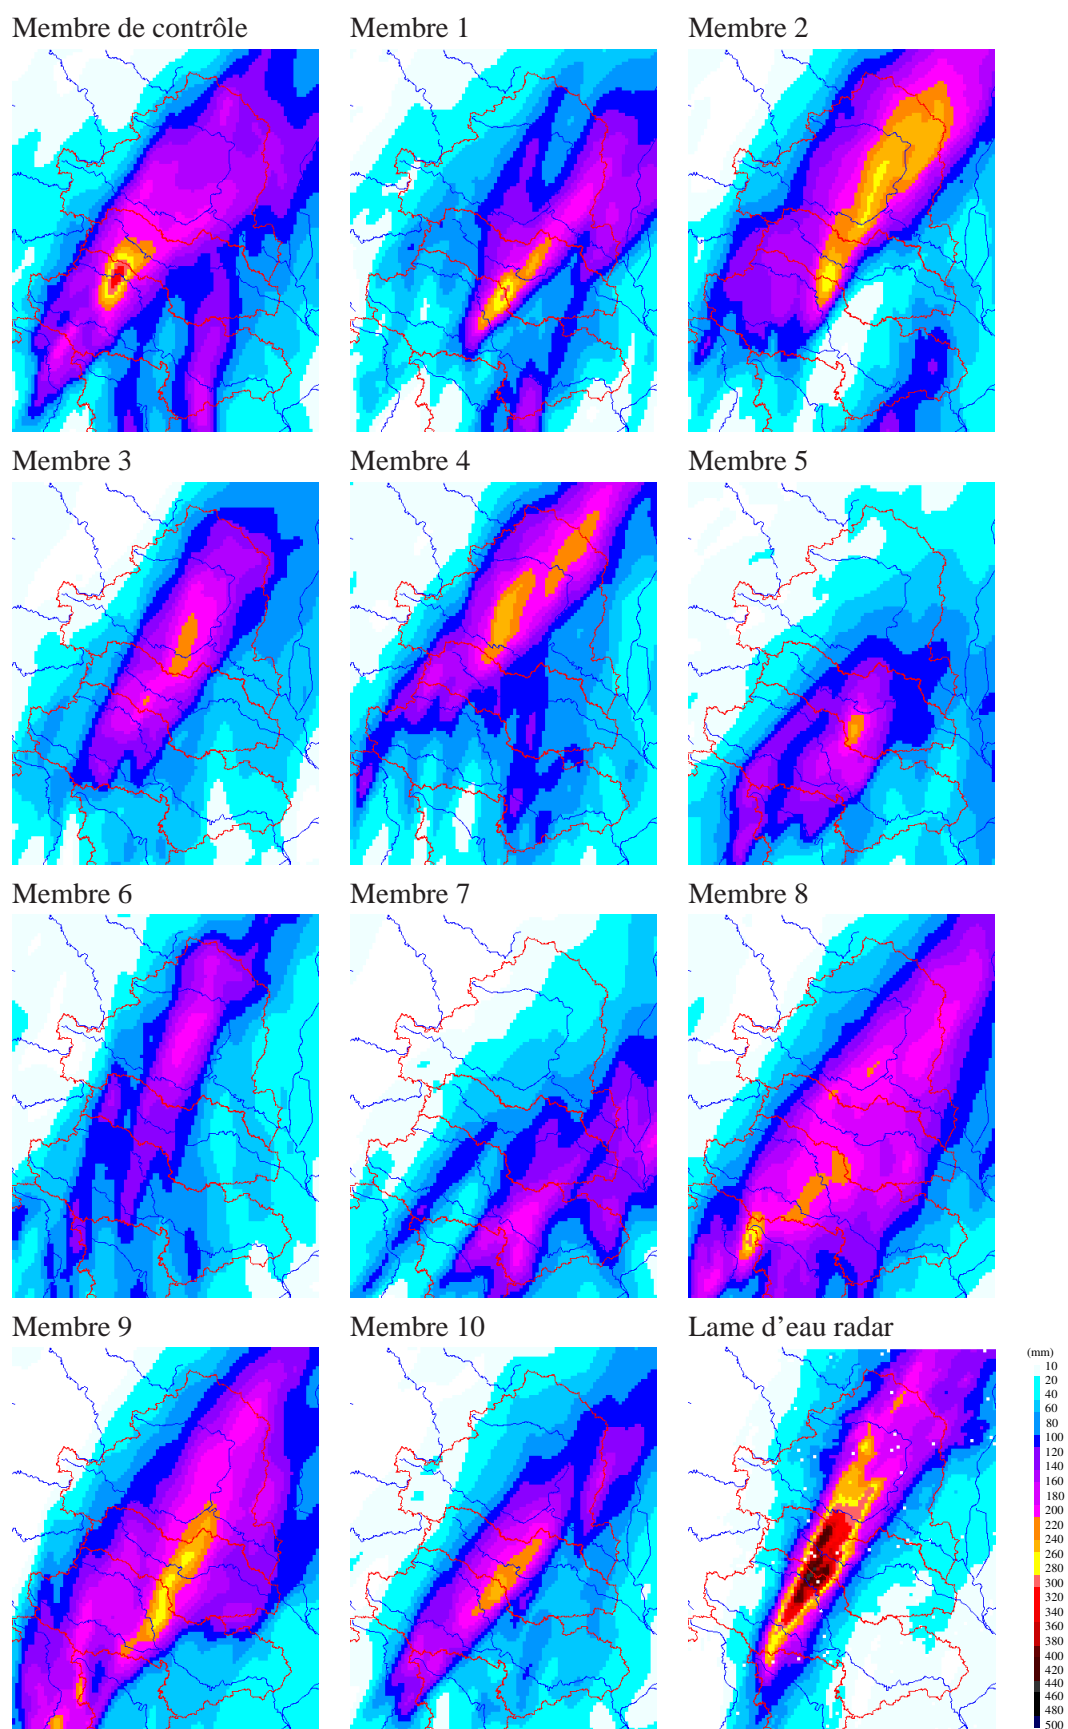 Membre de contrôle
Membre 1
Membre 2
Membre 3
Membre 4
Membre 5
Membre 6
Membre 7
Membre 8
Membre 9
Membre 10
Lame d'eau radar
(mm)
10
20
40
60
80
100
120
140
160
200
220
240
260
280
300
320
340
360
380
400
420
440
460
480
500